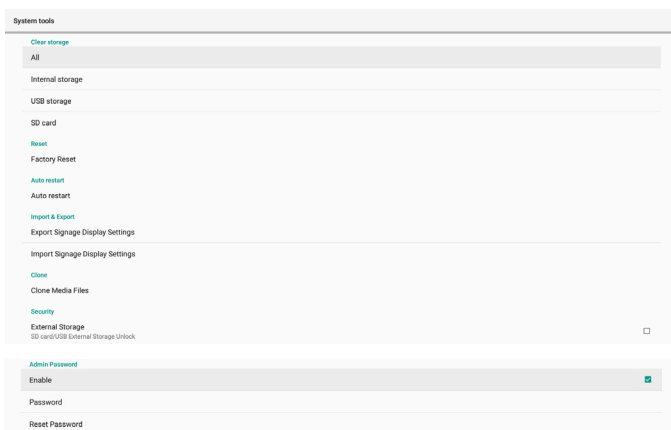 System tools
Clear storage
All
Internal storage
USB storage
SD card
Reset
Factory Reset
Auto restart
Auto restart
Import & Export
Export Signage Display Settings
Import Signage Display Settings
Clone
Clone Media Files
Security
External Storage
SD card/USB External Storage Unlock
Admin Password
Enable
Password
Reset Password